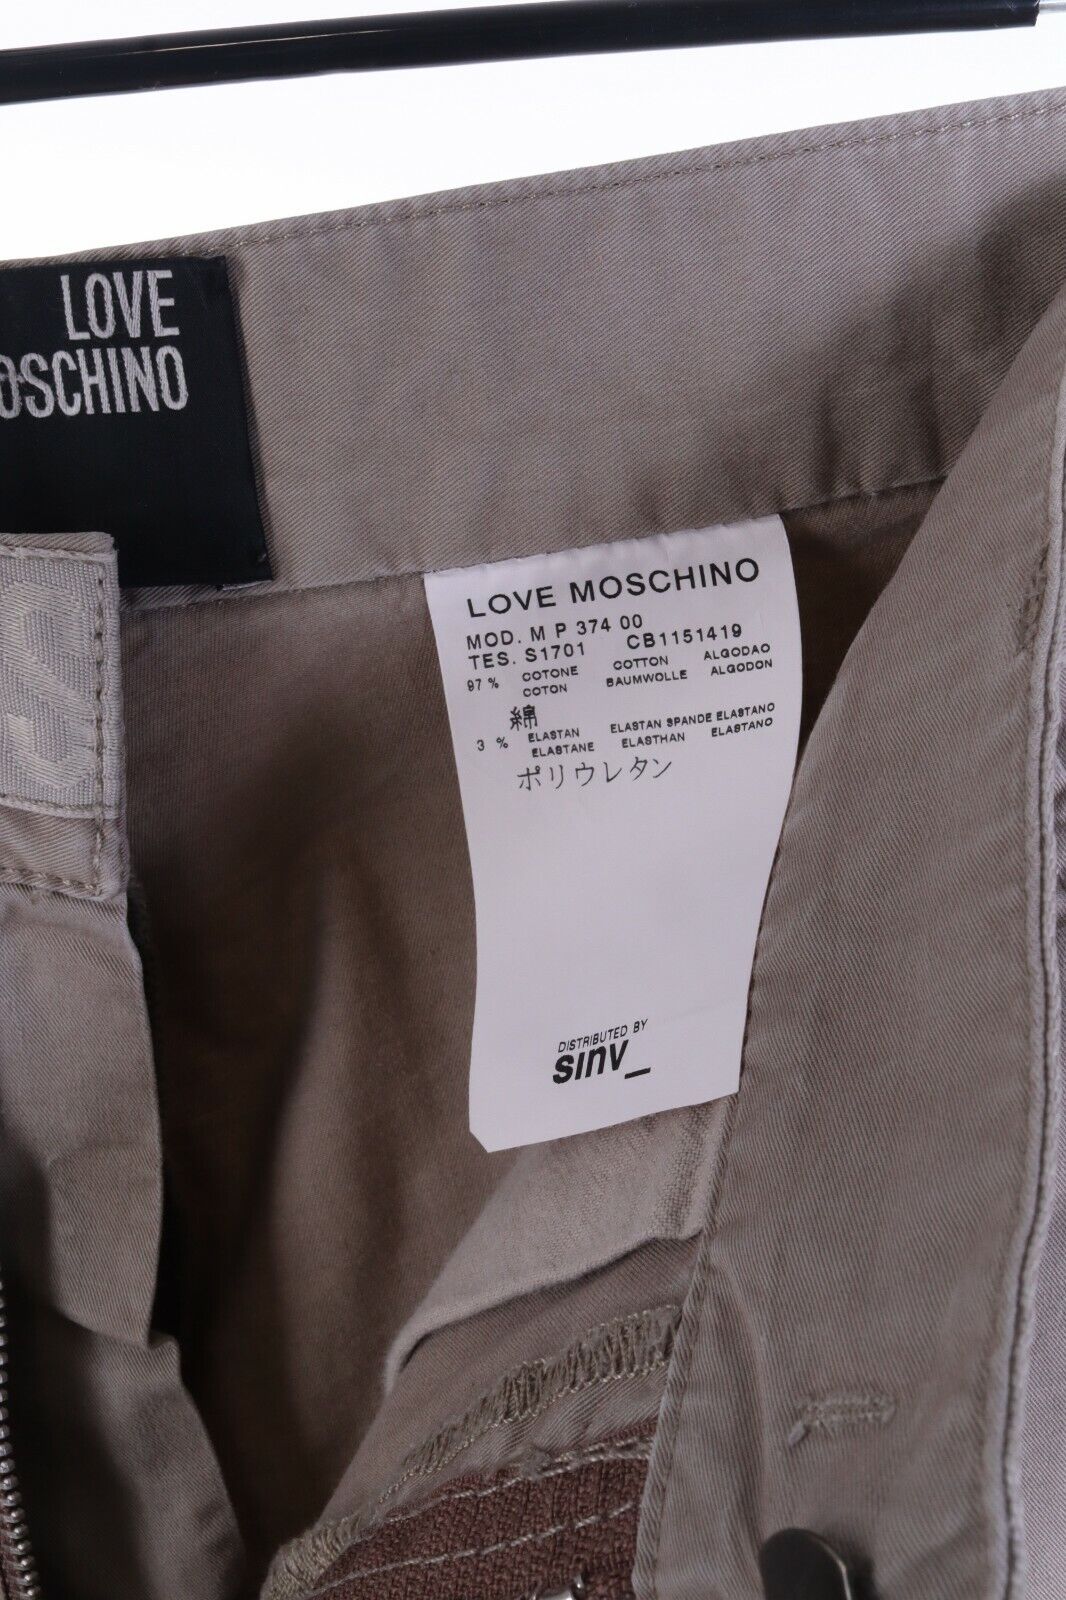 LOVE
MOSCHINO
LOVE MOSCHINO
MOD. M P 374 00
TES. S1701 CB1151419
97 % COTONE COTTON ALGODAO
COTON BAUMWOLLE ALGODON
綿
3 % ELASTAN ELASTAN SPANDE ELASTANO
ELASTANE ELASTHAN ELASTANO
ポリウレタン
DISTRIBUTED BY
sinv_